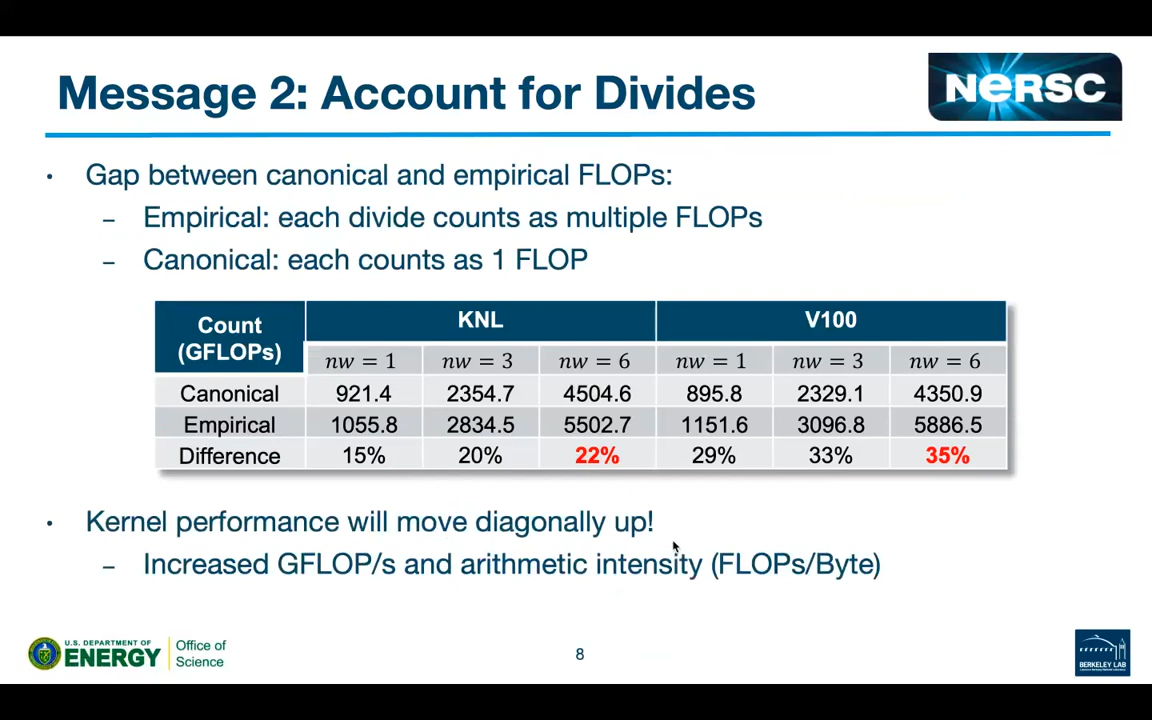 Message 2: Account for Divides
NERSC
• Gap between canonical and empirical FLOPs:
– Empirical: each divide counts as multiple FLOPs
– Canonical: each counts as 1 FLOP
Count (GFLOPs) KNL V100
nw = 1 nw = 3 nw = 6 nw = 1 nw = 3 nw = 6
Canonical 921.4 2354.7 4504.6 895.8 2329.1 4350.9
Empirical 1055.8 2834.5 5502.7 1151.6 3096.8 5886.5
Difference 15% 20% 22% 29% 33% 35%
• Kernel performance will move diagonally up!
– Increased GFLOP/s and arithmetic intensity (FLOPs/Byte)
U.S. DEPARTMENT OF
ENERGY
Office of
Science
8
BERKELEY LAB